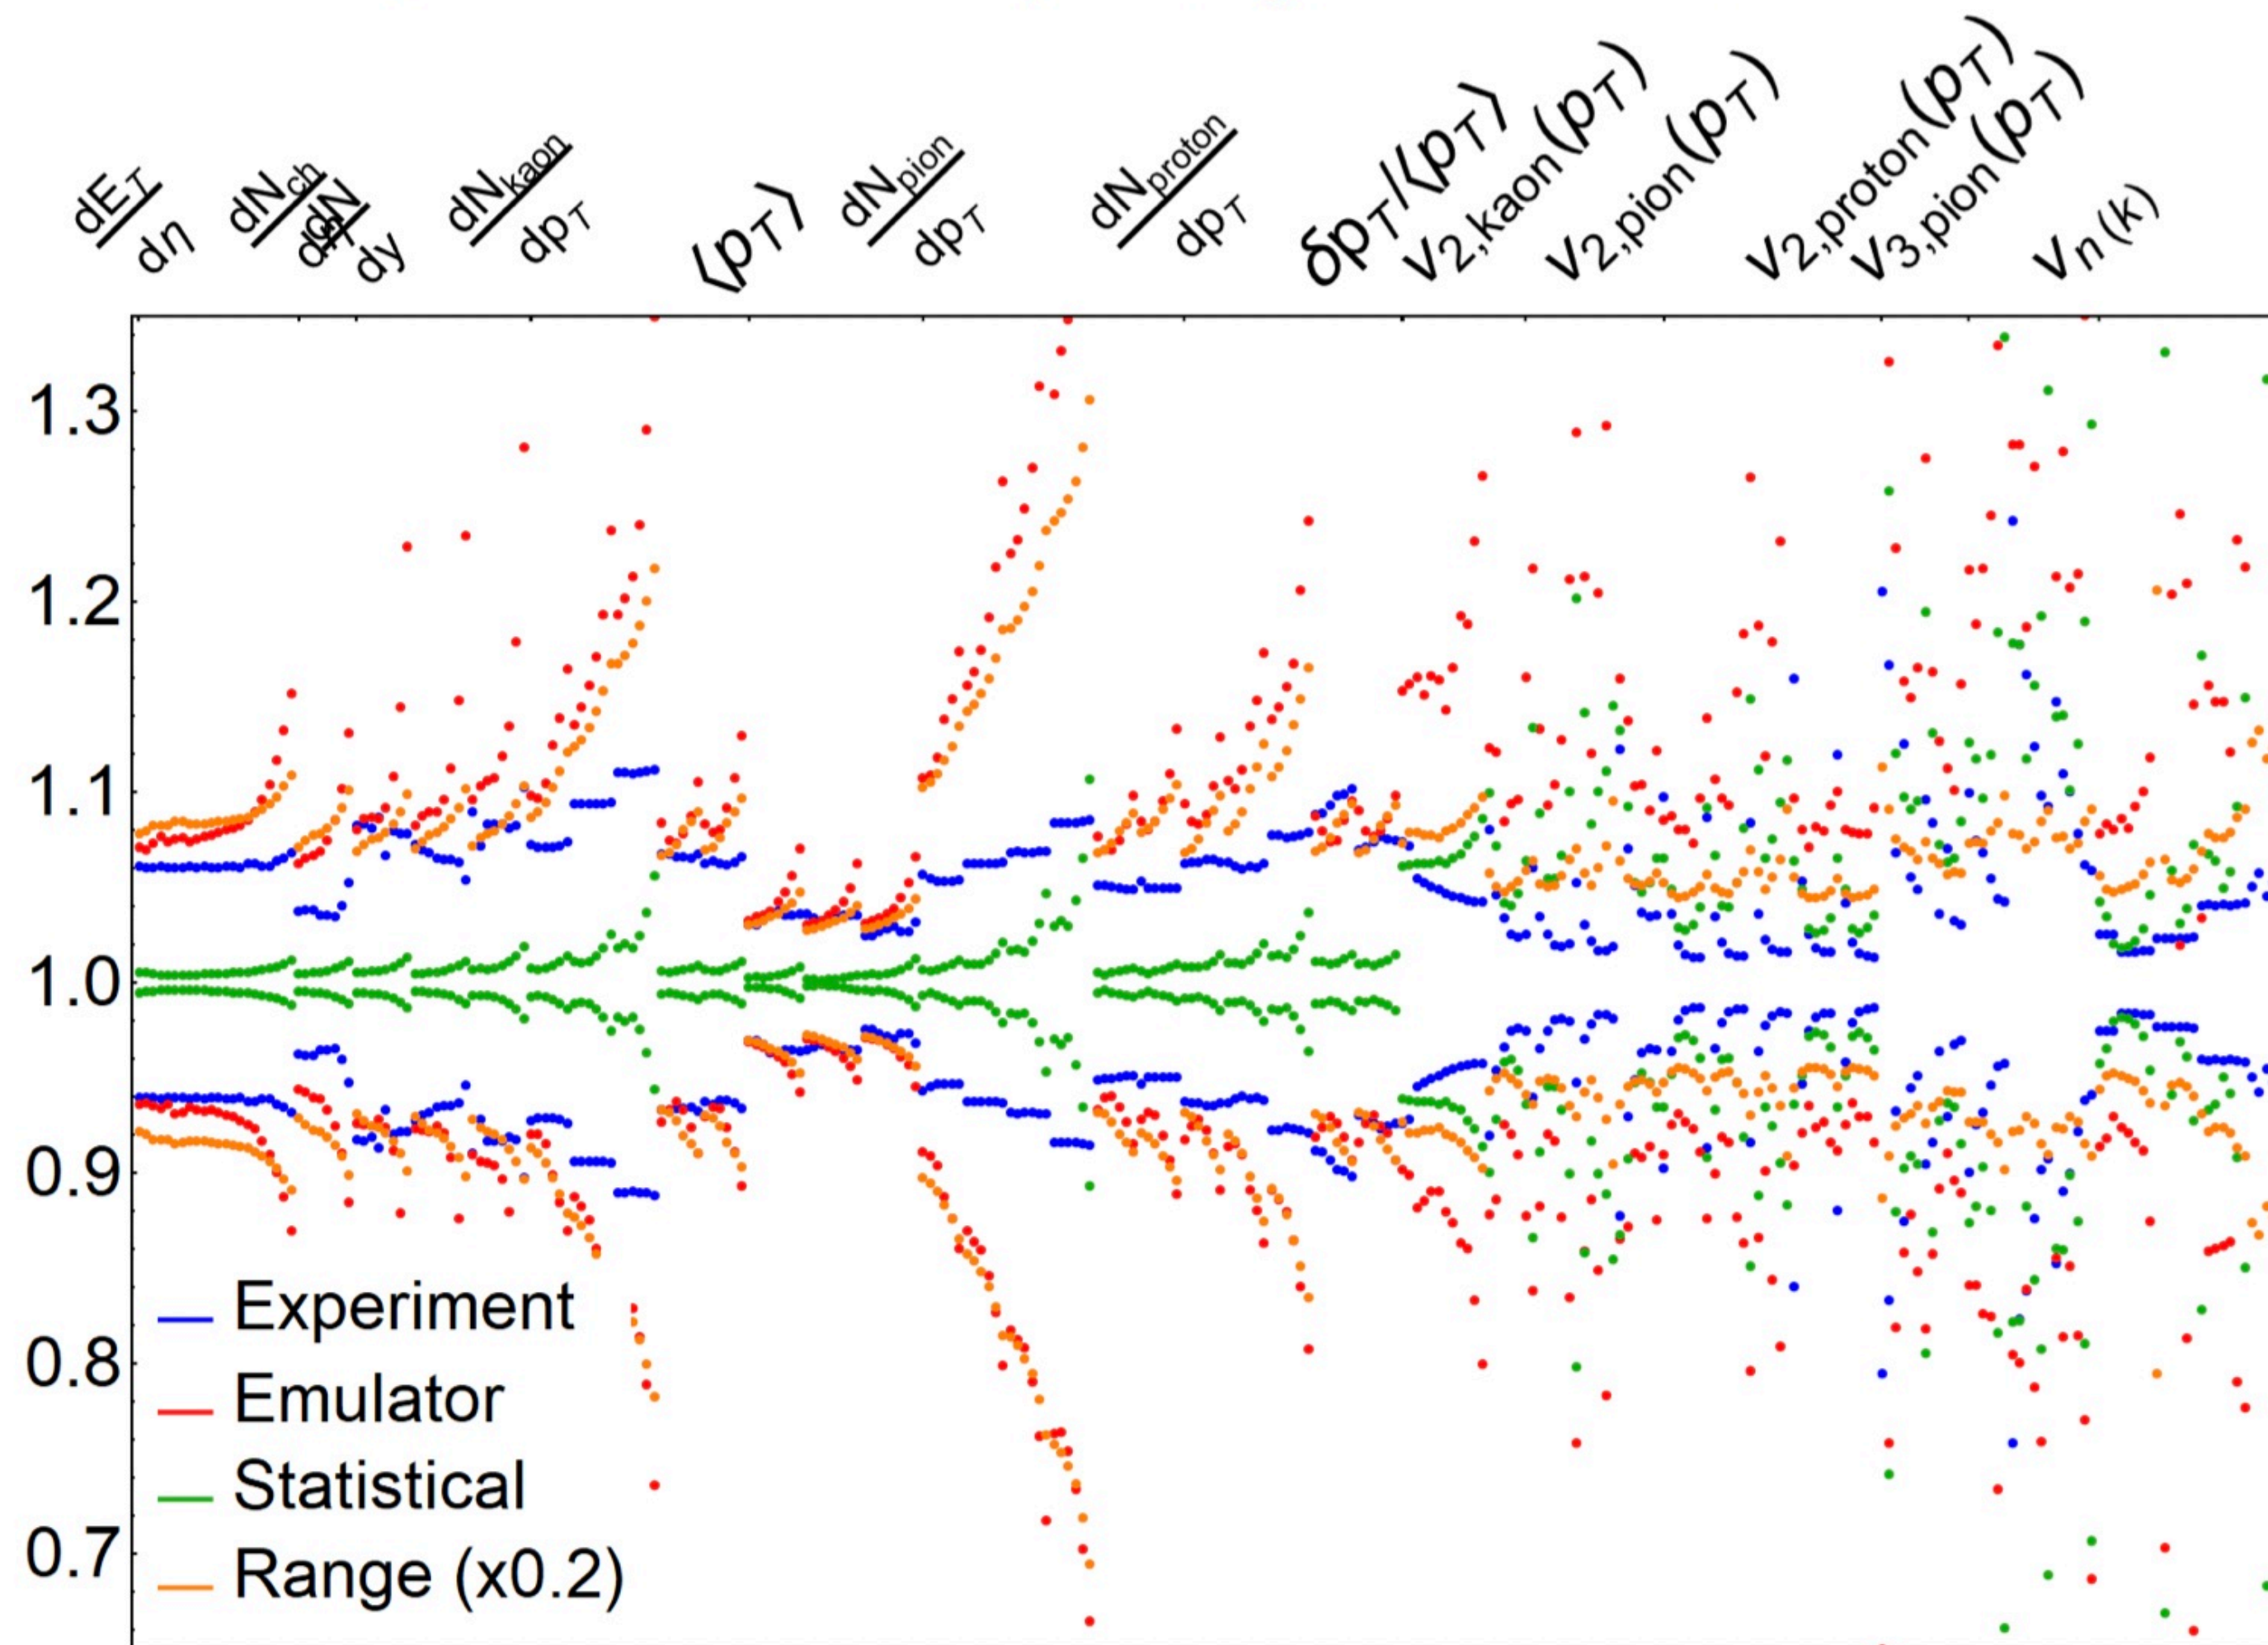 dE_T/dη
dN_ch/dη
dN/dy
dN_kaon/dp_T
⟨p_T⟩
dN_pion/dp_T
dN_proton/dp_T
δp_T/⟨p_T⟩
v_2,kaon(p_T)
v_2,pion(p_T)
v_2,proton(p_T)
v_3,pion(p_T)
v_n(k)
1.3
1.2
1.1
1.0
0.9
0.8
0.7
Experiment
Emulator
Statistical
Range (x0.2)